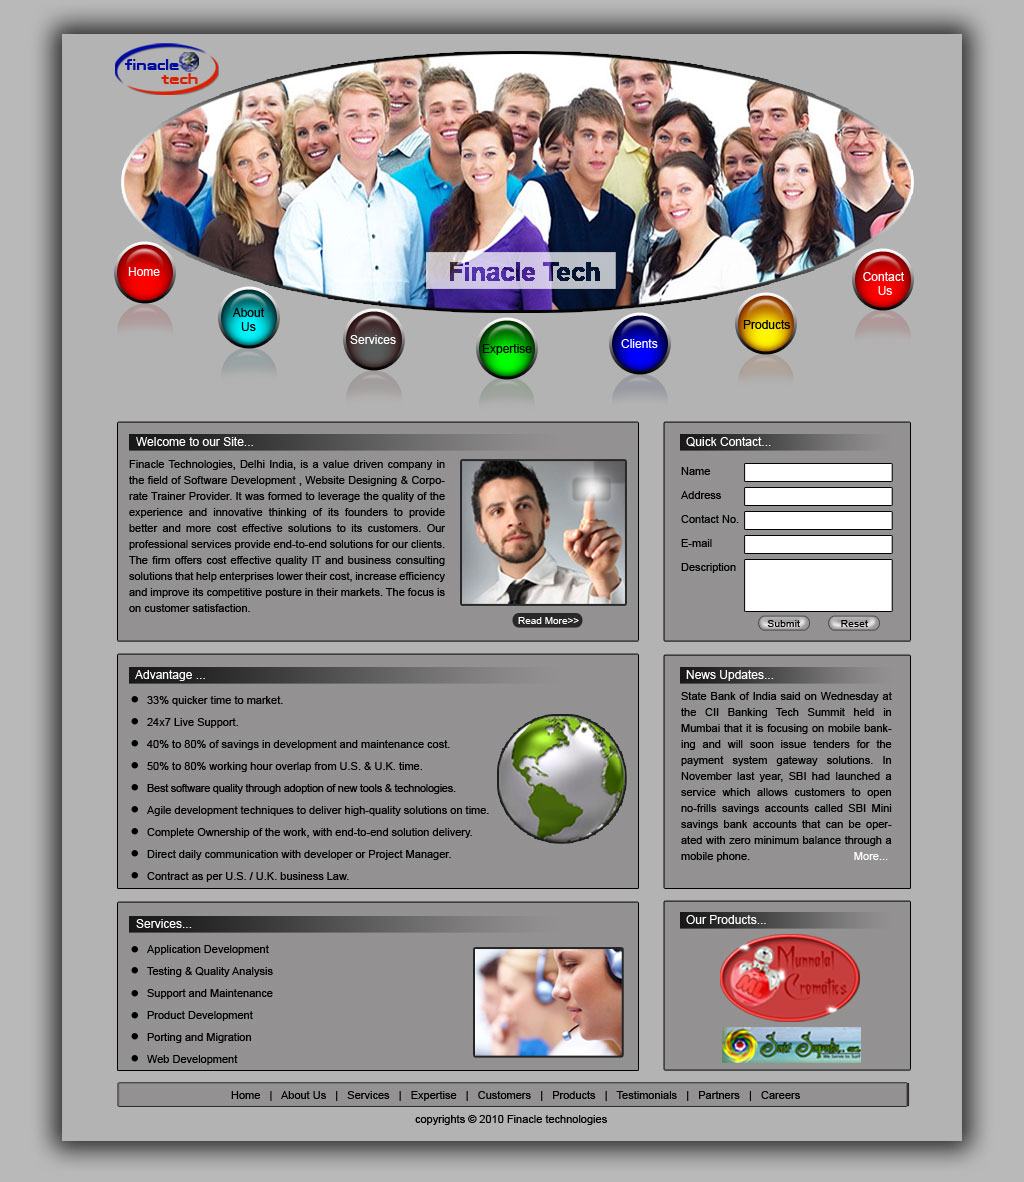 finacle
tech
Finacle Tech
Home
About
Us
Services
Expertise
Clients
Products
Contact
Us
Welcome to our Site...
Finacle Technologies, Delhi India, is a value driven company in
the field of Software Development , Website Designing & Corpo-
rate Trainer Provider. It was formed to leverage the quality of the
experience and innovative thinking of its founders to provide
better and more cost effective solutions to its customers. Our
professional services provide end-to-end solutions for our clients.
The firm offers cost effective quality IT and business consulting
solutions that help enterprises lower their cost, increase efficiency
and improve its competitive posture in their markets. The focus is
on customer satisfaction.
Read More>>
Quick Contact...
Name
Address
Contact No.
E-mail
Description
Submit Reset
Advantage ...
33% quicker time to market.
24x7 Live Support.
40% to 80% of savings in development and maintenance cost.
50% to 80% working hour overlap from U.S. & U.K. time.
Best software quality through adoption of new tools & technologies.
Agile development techniques to deliver high-quality solutions on time.
Complete Ownership of the work, with end-to-end solution delivery.
Direct daily communication with developer or Project Manager.
Contract as per U.S. / U.K. business Law.
News Updates...
State Bank of India said on Wednesday at
the CII Banking Tech Summit held in
Mumbai that it is focusing on mobile bank-
ing and will soon issue tenders for the
payment system gateway solutions. In
November last year, SBI had launched a
service which allows customers to open
no-frills savings accounts called SBI Mini
savings bank accounts that can be oper-
ated with zero minimum balance through a
mobile phone. More...
Services...
Application Development
Testing & Quality Analysis
Support and Maintenance
Product Development
Porting and Migration
Web Development
Our Products...
Munnalal
Cromatics
Home | About Us | Services | Expertise | Customers | Products | Testimonials | Partners | Careers
copyrights © 2010 Finacle technologies